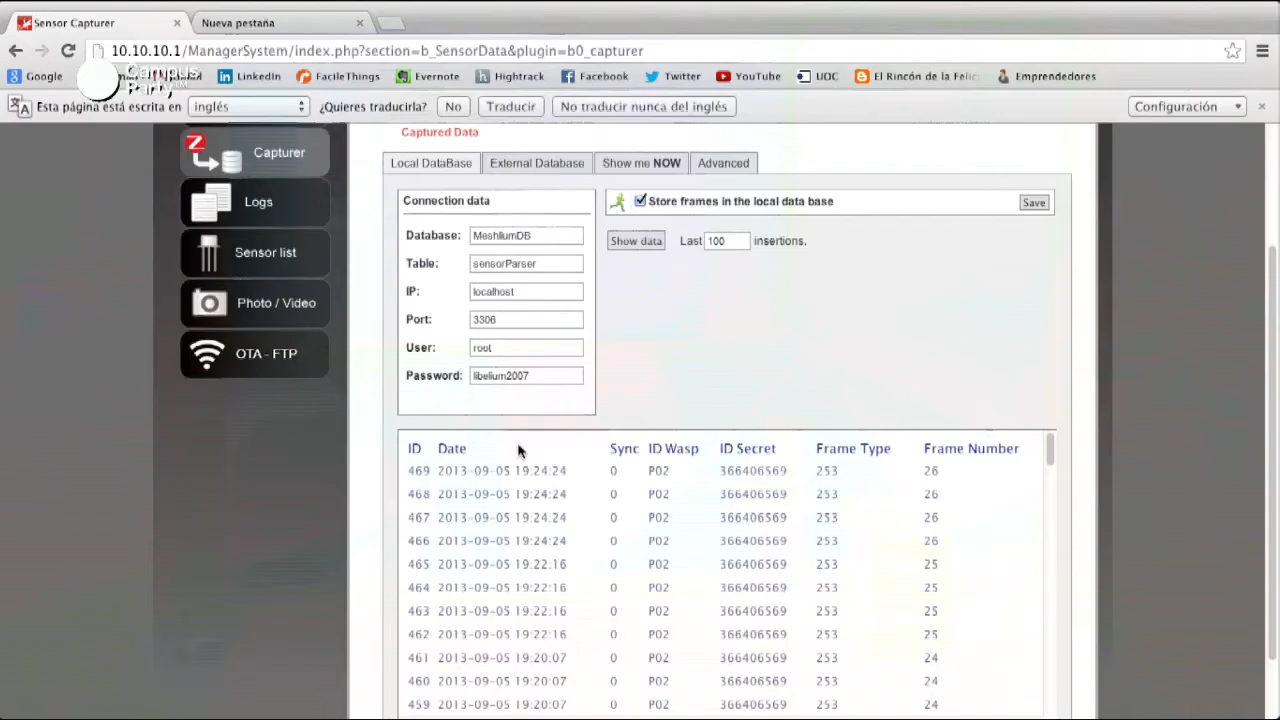 Sensor Capturer
Nueva pestaña
10.10.10.1/ManagerSystem/index.php?section=b_SensorData&plugin=b0_capturer
Google
LinkedIn
FacileThings
Evernote
Hightrack
Facebook
Twitter
YouTube
UOC
El Rincón de la Felic
Emprendedores
Campus
Party
Esta página está escrita en
inglés
¿Quieres traducirla?
No
Traducir
No traducir nunca del inglés
Configuración
Captured Data
Capturer
Logs
Sensor list
Photo / Video
OTA - FTP
Local DataBase
External Database
Show me NOW
Advanced
Connection data
Database: MeshliumDB
Table: sensorParser
IP: localhost
Port: 3306
User: root
Password: libelium2007
Store frames in the local data base
Save
Show data Last 100 insertions.
ID Date Sync ID Wasp ID Secret Frame Type Frame Number
469 2013-09-05 19:24:24 0 P02 366406569 253 26
468 2013-09-05 19:24:24 0 P02 366406569 253 26
467 2013-09-05 19:24:24 0 P02 366406569 253 26
466 2013-09-05 19:24:24 0 P02 366406569 253 26
465 2013-09-05 19:22:16 0 P02 366406569 253 25
464 2013-09-05 19:22:16 0 P02 366406569 253 25
463 2013-09-05 19:22:16 0 P02 366406569 253 25
462 2013-09-05 19:22:16 0 P02 366406569 253 25
461 2013-09-05 19:20:07 0 P02 366406569 253 24
460 2013-09-05 19:20:07 0 P02 366406569 253 24
459 2013-09-05 19:20:07 0 P02 366406569 253 24